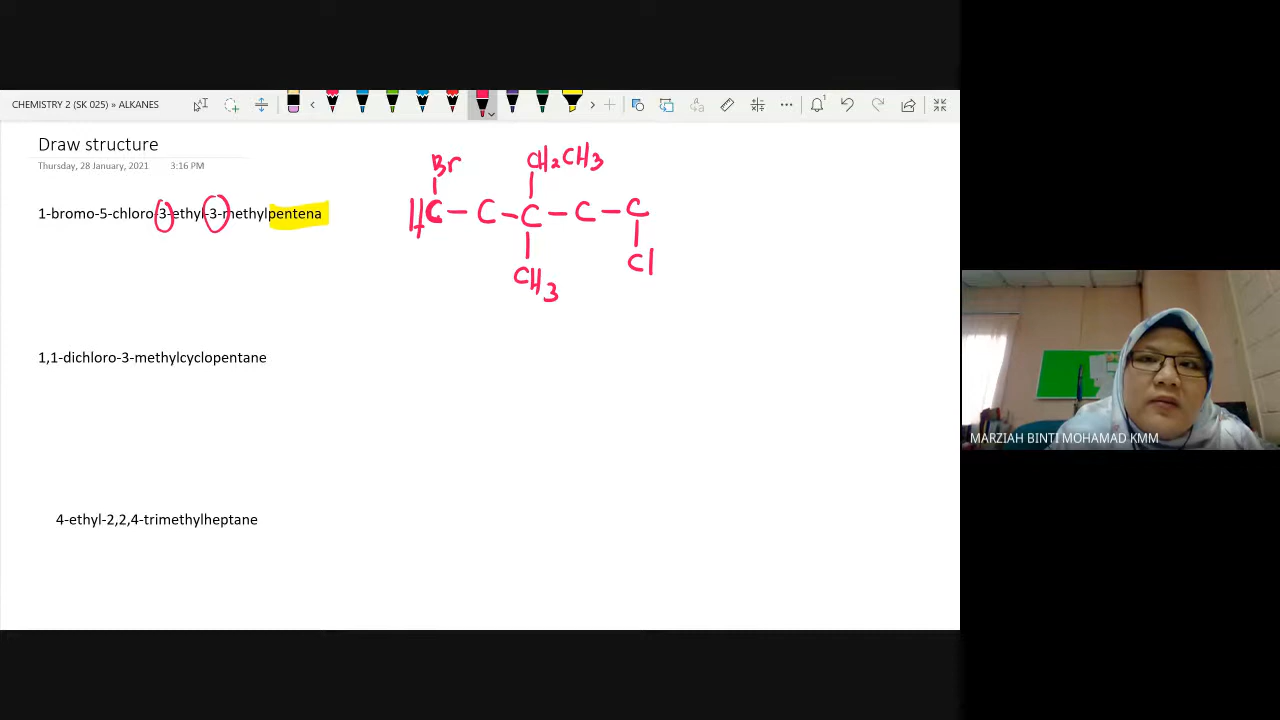 CHEMISTRY 2 (SK 025) » ALKANES
Draw structure
Thursday, 28 January, 2021 3:16 PM
Br CH₂CH₃
1-bromo-5-chloro-3-ethyl-3-methylpentena
HC – C – C – C – C
CH₃ Cl
1,1-dichloro-3-methylcyclopentane
MARZIAH BINTI MOHAMAD KMM
4-ethyl-2,2,4-trimethylheptane